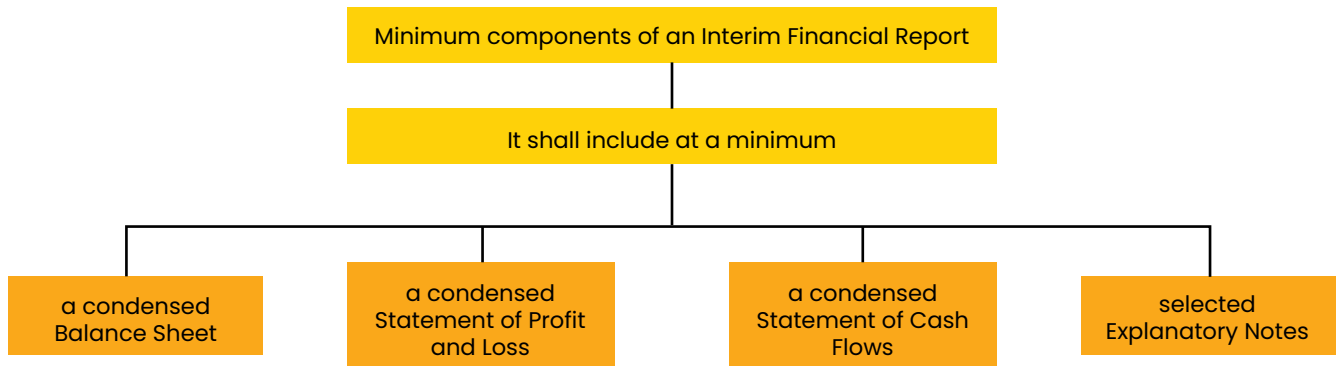 Minimum components of an Interim Financial Report
It shall include at a minimum
a condensed
Balance Sheet
a condensed
Statement of Profit
and Loss
a condensed
Statement of Cash
Flows
selected
Explanatory Notes